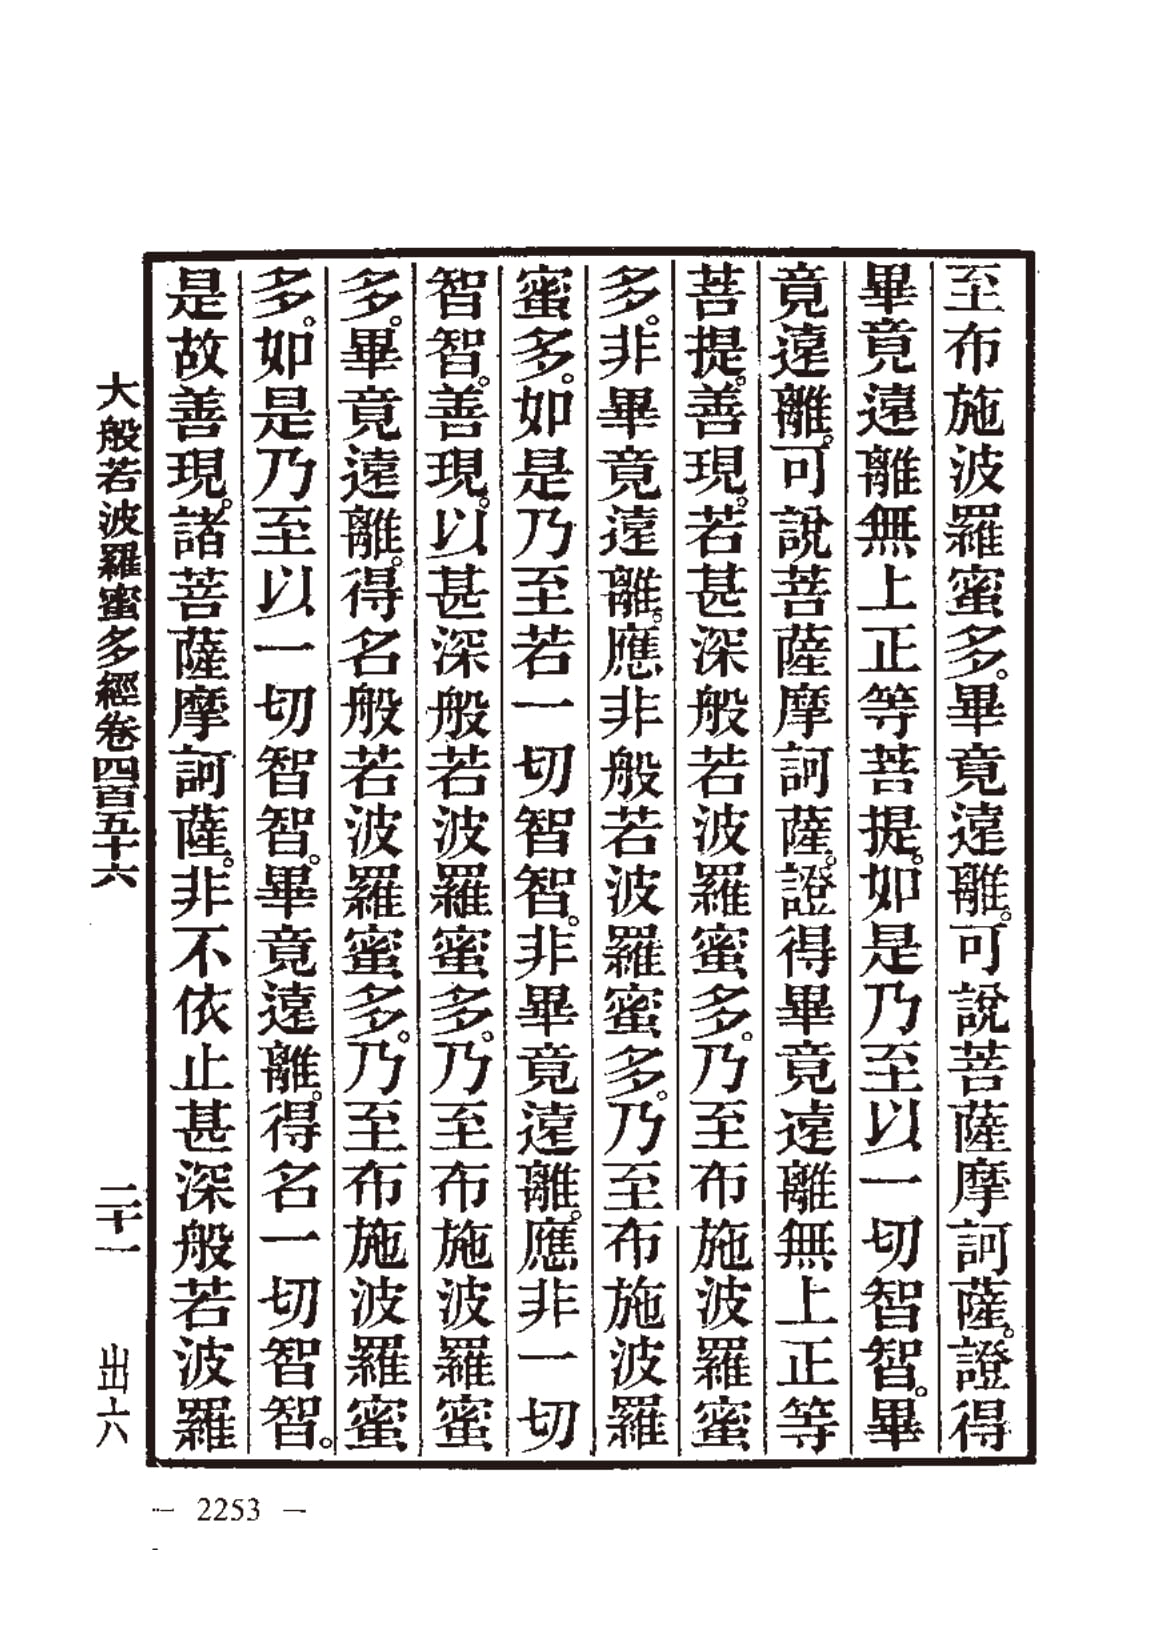 至布施波羅蜜多。畢竟遠離。可說菩薩摩訶薩。證得
畢竟遠離無上正等菩提。如是乃至以一切智智。畢
竟遠離。可說菩薩摩訶薩。證得畢竟遠離無上正等
菩提。善現。若甚深般若波羅蜜多。乃至布施波羅蜜
多。非畢竟遠離。應非般若波羅蜜多。乃至布施波羅
蜜多。如是乃至若一切智智。非畢竟遠離。應非一切
智智。善現。以甚深般若波羅蜜多。乃至布施波羅蜜
多。畢竟遠離。得名般若波羅蜜多。乃至布施波羅蜜
多。如是乃至以一切智智。畢竟遠離。得名一切智智。
是故善現。諸菩薩摩訶薩。非不依止甚深般若波羅
大般若波羅蜜多經卷四百五十六 二十一 出六
— 2253 —